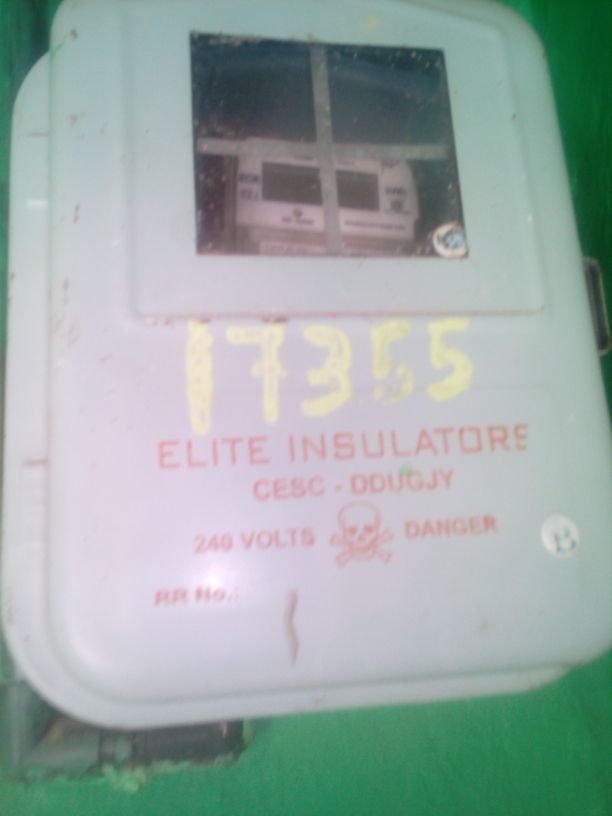 17355
ELITE INSULATORS
CESC - DDUGJY
240 VOLTS DANGER
RR No.: